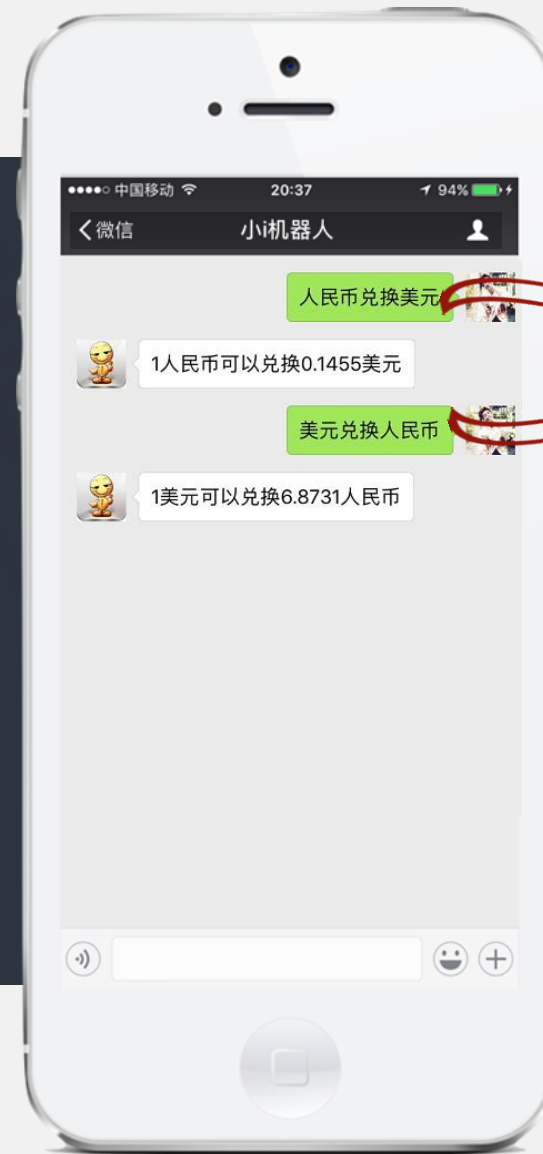 中国移动 20:37 94%
微信 小i机器人
人民币兑换美元
1人民币可以兑换0.1455美元
美元兑换人民币
1美元可以兑换6.8731人民币